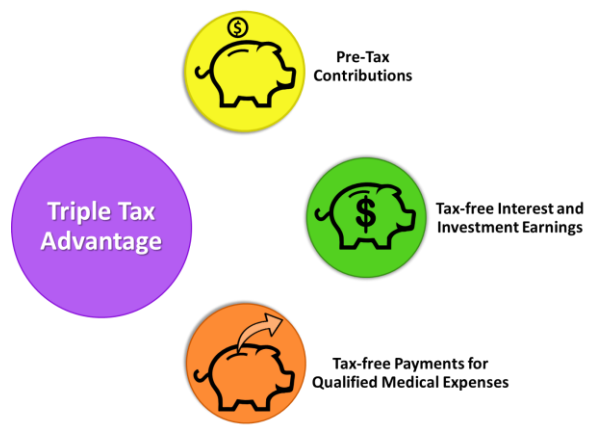 $
Pre-Tax
Contributions
Triple Tax
Advantage
$
Tax-free Interest and
Investment Earnings
Tax-free Payments for
Qualified Medical Expenses